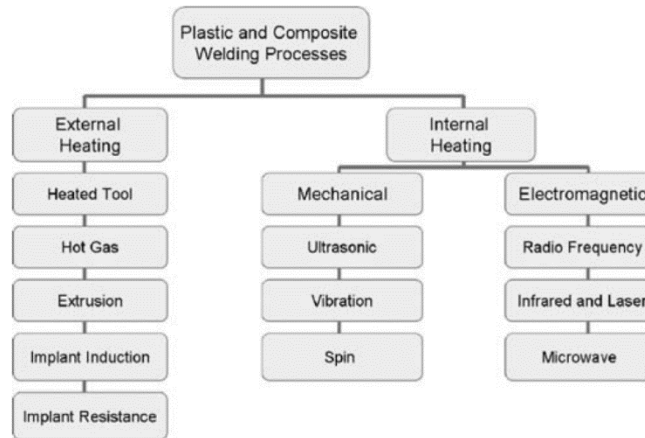 Plastic and Composite
Welding Processes
External
Heating
Internal
Heating
Heated Tool
Mechanical
Electromagnetic
Hot Gas
Ultrasonic
Radio Frequency
Extrusion
Vibration
Infrared and Laser
Implant Induction
Spin
Microwave
Implant Resistance